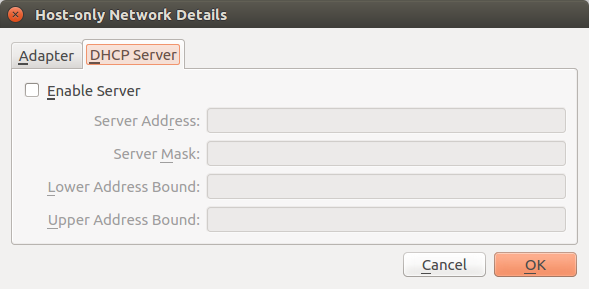 Host-only Network Details
Adapter
DHCP Server
Enable Server
Server Address:
Server Mask:
Lower Address Bound:
Upper Address Bound:
Cancel
OK